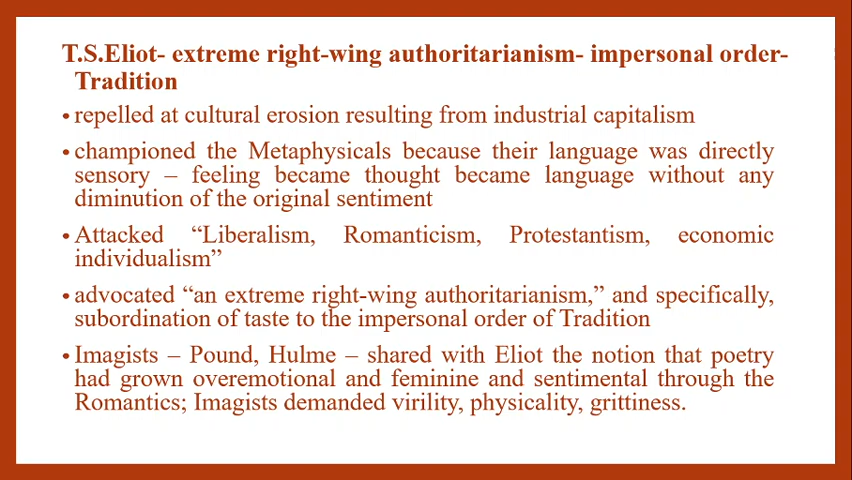 T.S.Eliot- extreme right-wing authoritarianism- impersonal order-
Tradition
• repelled at cultural erosion resulting from industrial capitalism
• championed the Metaphysicals because their language was directly
sensory – feeling became thought became language without any
diminution of the original sentiment
• Attacked “Liberalism, Romanticism, Protestantism, economic
individualism”
• advocated “an extreme right-wing authoritarianism,” and specifically,
subordination of taste to the impersonal order of Tradition
• Imagists – Pound, Hulme – shared with Eliot the notion that poetry
had grown overemotional and feminine and sentimental through the
Romantics; Imagists demanded virility, physicality, grittiness.